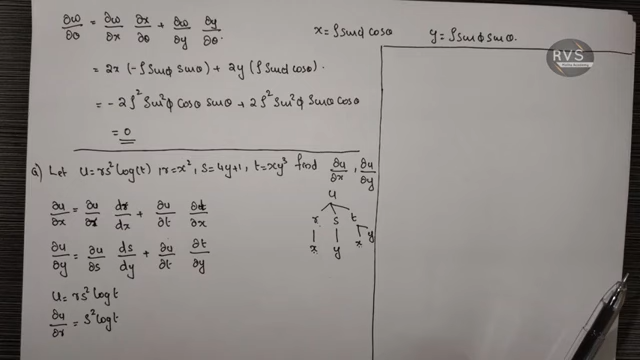 ∂ω/∂θ = ∂ω/∂x ∂x/∂θ + ∂ω/∂y ∂y/∂θ.
x = ρ sinϕ cosθ y = ρ sinϕ sinθ.
= 2x (-ρ sinϕ sinθ) + 2y (ρ sinϕ cosθ).
= -2ρ² sin²ϕ cosθ sinθ + 2ρ² sin²ϕ sinθ cosθ
= 0
Q) Let u = rs² log(t), r = x², s = 4y+1, t = xy³ find ∂u/∂x, ∂u/∂y
u
r s t
x y x y
∂u/∂x = ∂u/∂r dr/dx + ∂u/∂t ∂t/∂x
∂u/∂y = ∂u/∂s ds/dy + ∂u/∂t ∂t/∂y
u = rs² log t
∂u/∂r = s² log t
RVS